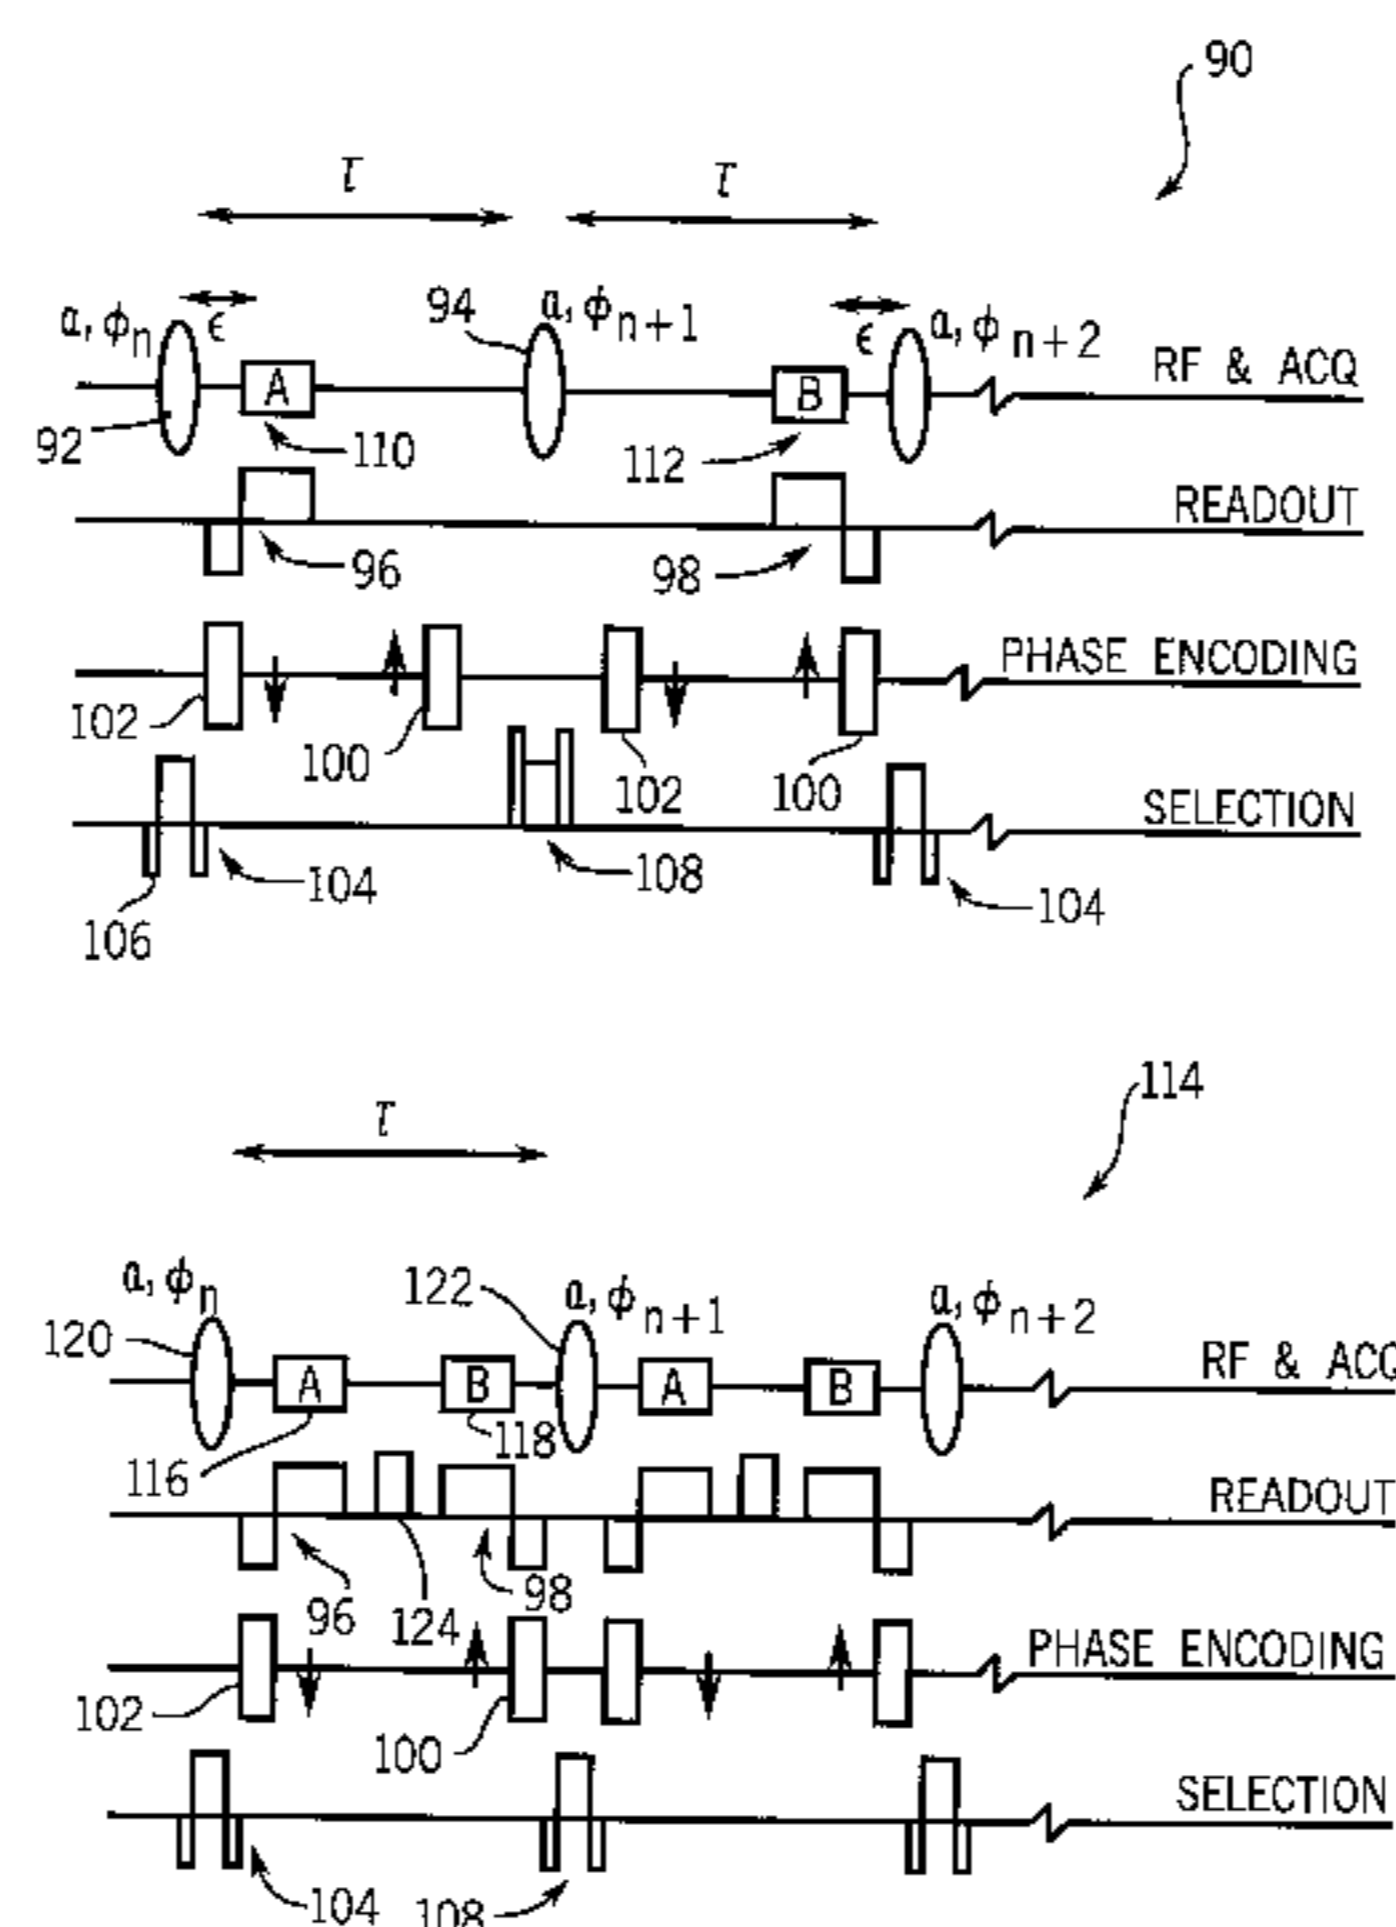 90
τ τ
α, ϕn ϵ 94 α, ϕn+1 ϵ α, ϕn+2
A B RF & ACQ
92 110 112
READOUT
96 98
PHASE ENCODING
102 100 102 100
SELECTION
104 108 104
106
114
τ
α, ϕn 122 α, ϕn+1 α, ϕn+2
120 A B A B RF & ACQ
116 118
READOUT
96 124 98
PHASE ENCODING
102 100
SELECTION
104 108